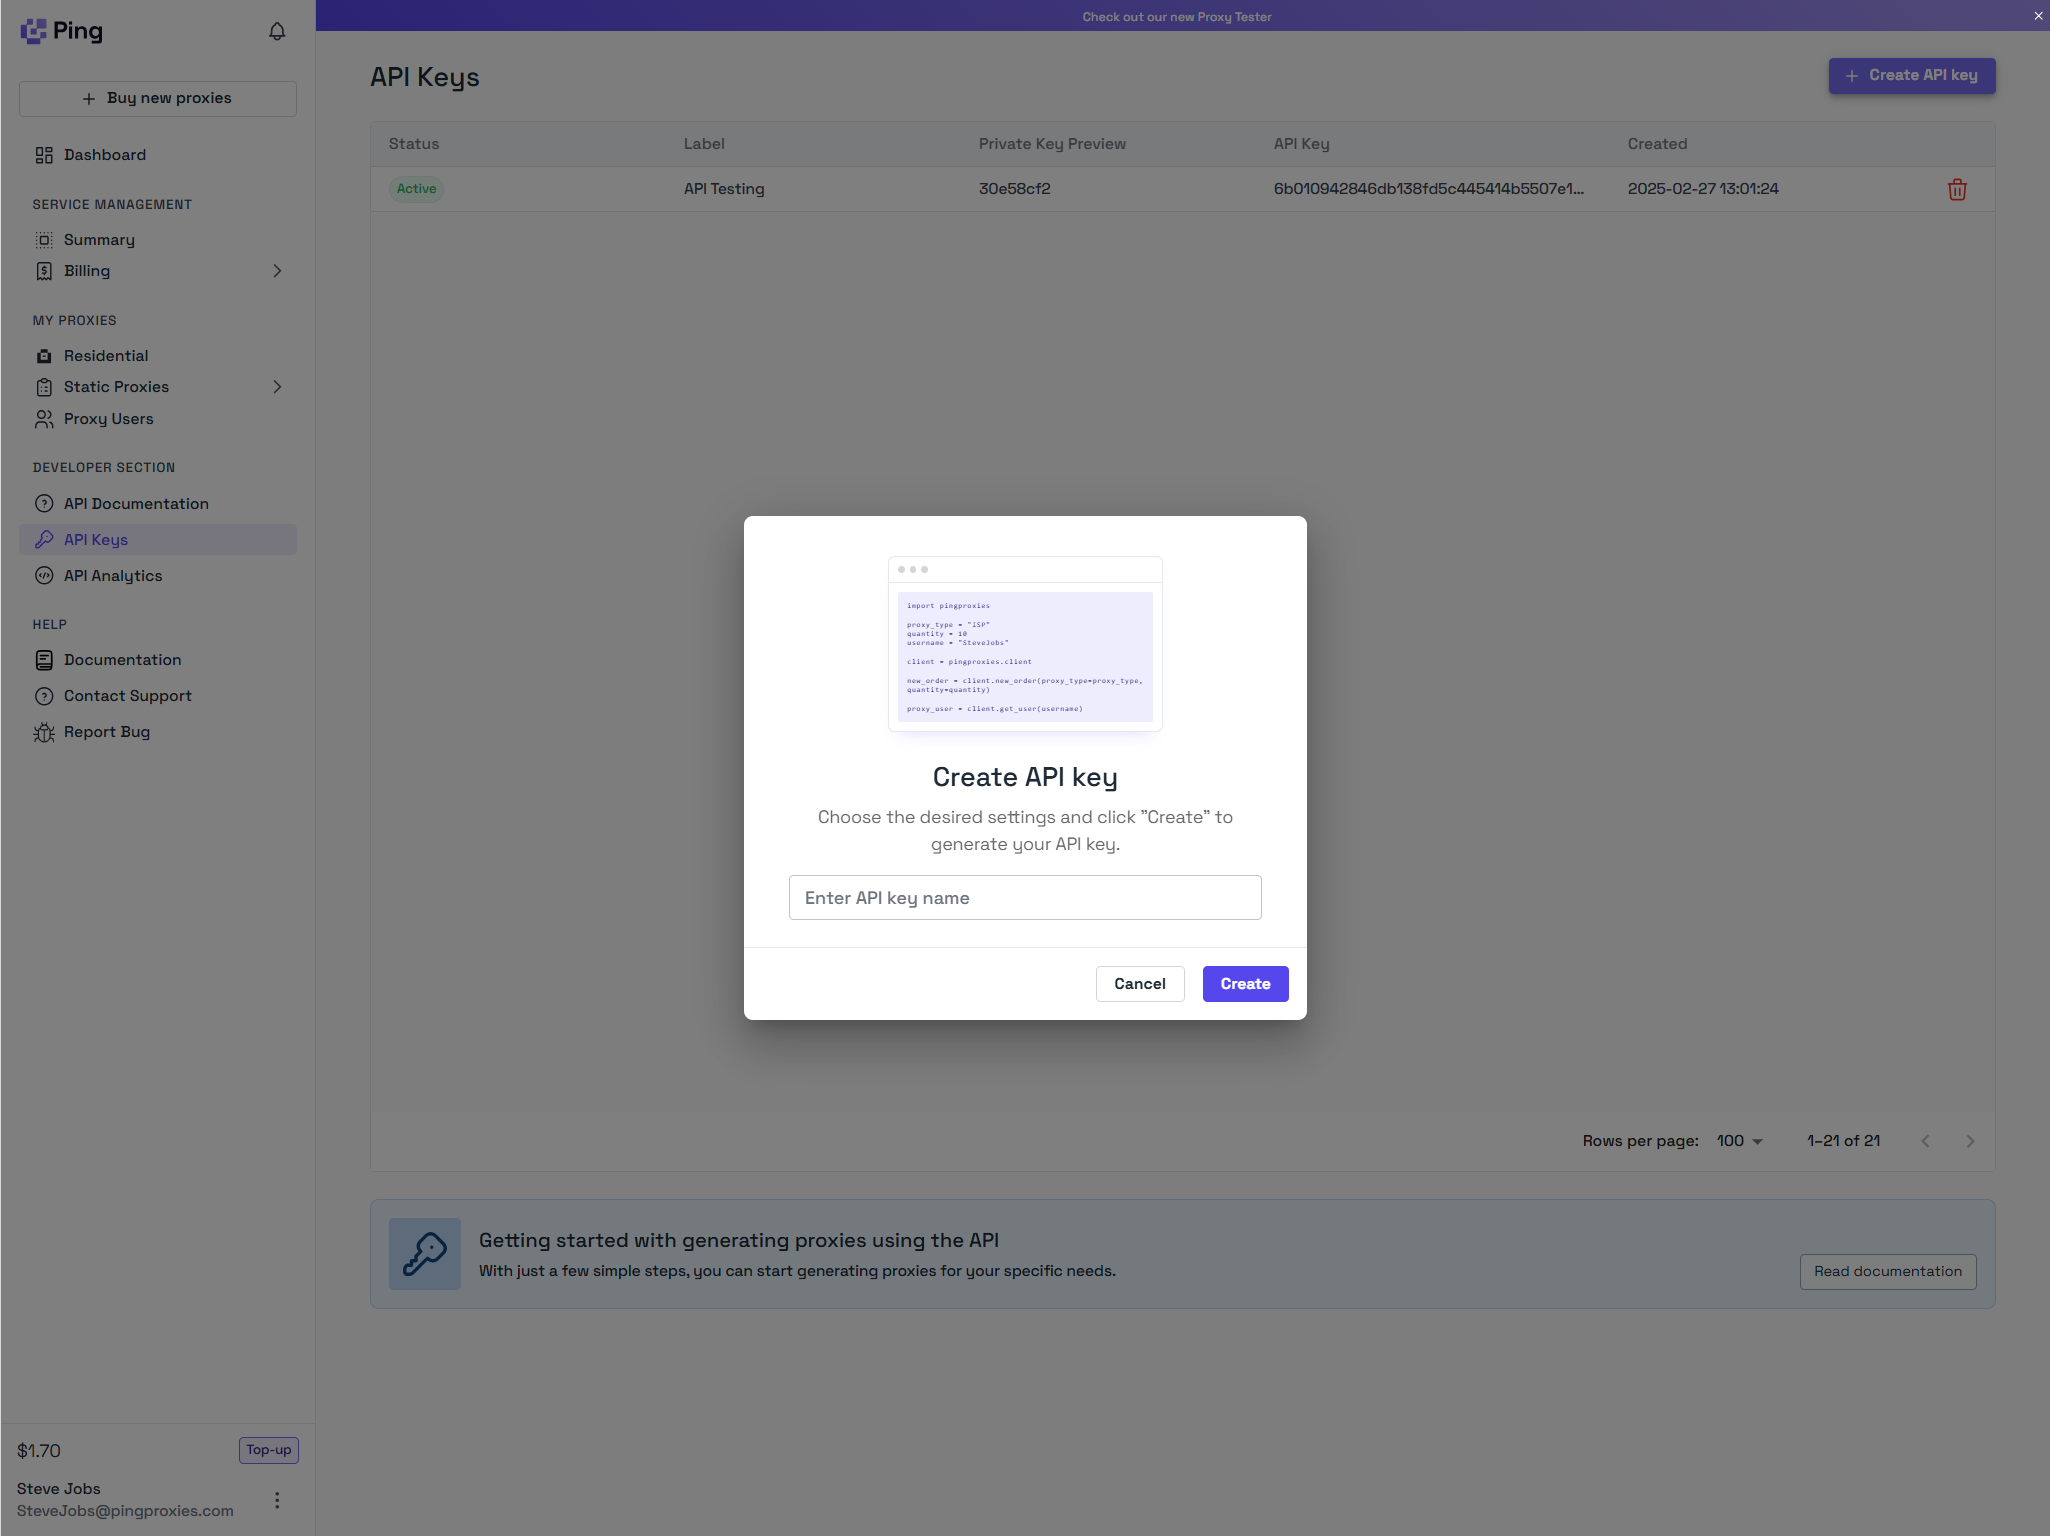 Ping
Check out our new Proxy Tester
Buy new proxies
Dashboard
SERVICE MANAGEMENT
Summary
Billing
MY PROXIES
Residential
Static Proxies
Proxy Users
DEVELOPER SECTION
API Documentation
API Keys
API Analytics
HELP
Documentation
Contact Support
Report Bug
$1.70
Top-up
Steve Jobs
SteveJobs@pingproxies.com
API Keys
Create API key
Status Label Private Key Preview API Key Created
Active API Testing 30e58cf2 6b010942846db138fd5c445414b5507e1... 2025-02-27 13:01:24
import pingproxies
proxy_type = "ISP"
quantity = 10
username = "SteveJobs"
client = pingproxies.client
new_order = client.new_order(proxy_type=proxy_type,
quantity=quantity)
proxy_user = client.get_user(username)
Create API key
Choose the desired settings and click "Create" to
generate your API key.
Enter API key name
Cancel
Create
Rows per page: 100 1–21 of 21
Getting started with generating proxies using the API
With just a few simple steps, you can start generating proxies for your specific needs.
Read documentation